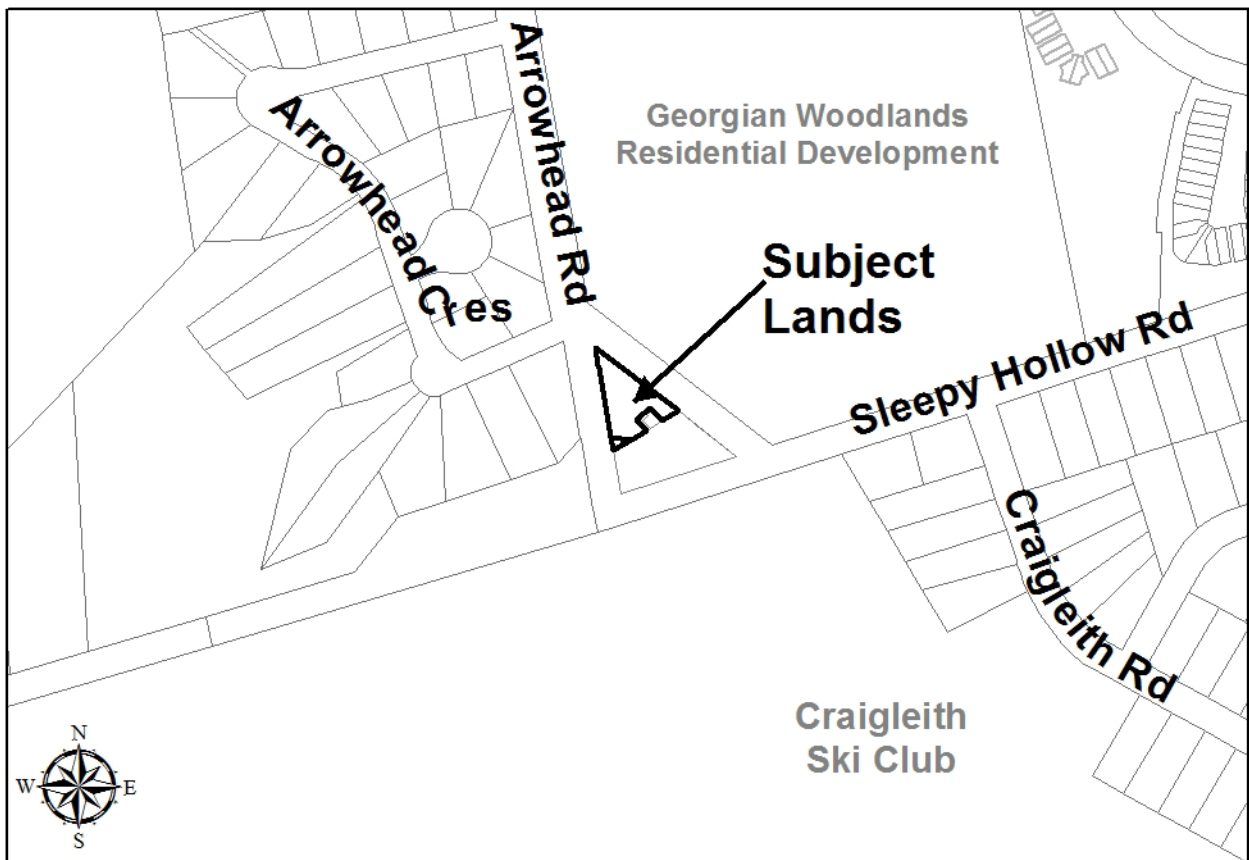 Arrowhead Rd
Georgian Woodlands
Residential Development
Arrowhead Cres
Subject
Lands
Sleepy Hollow Rd
Craigleith Rd
Craigleith
Ski Club
N
W E
S